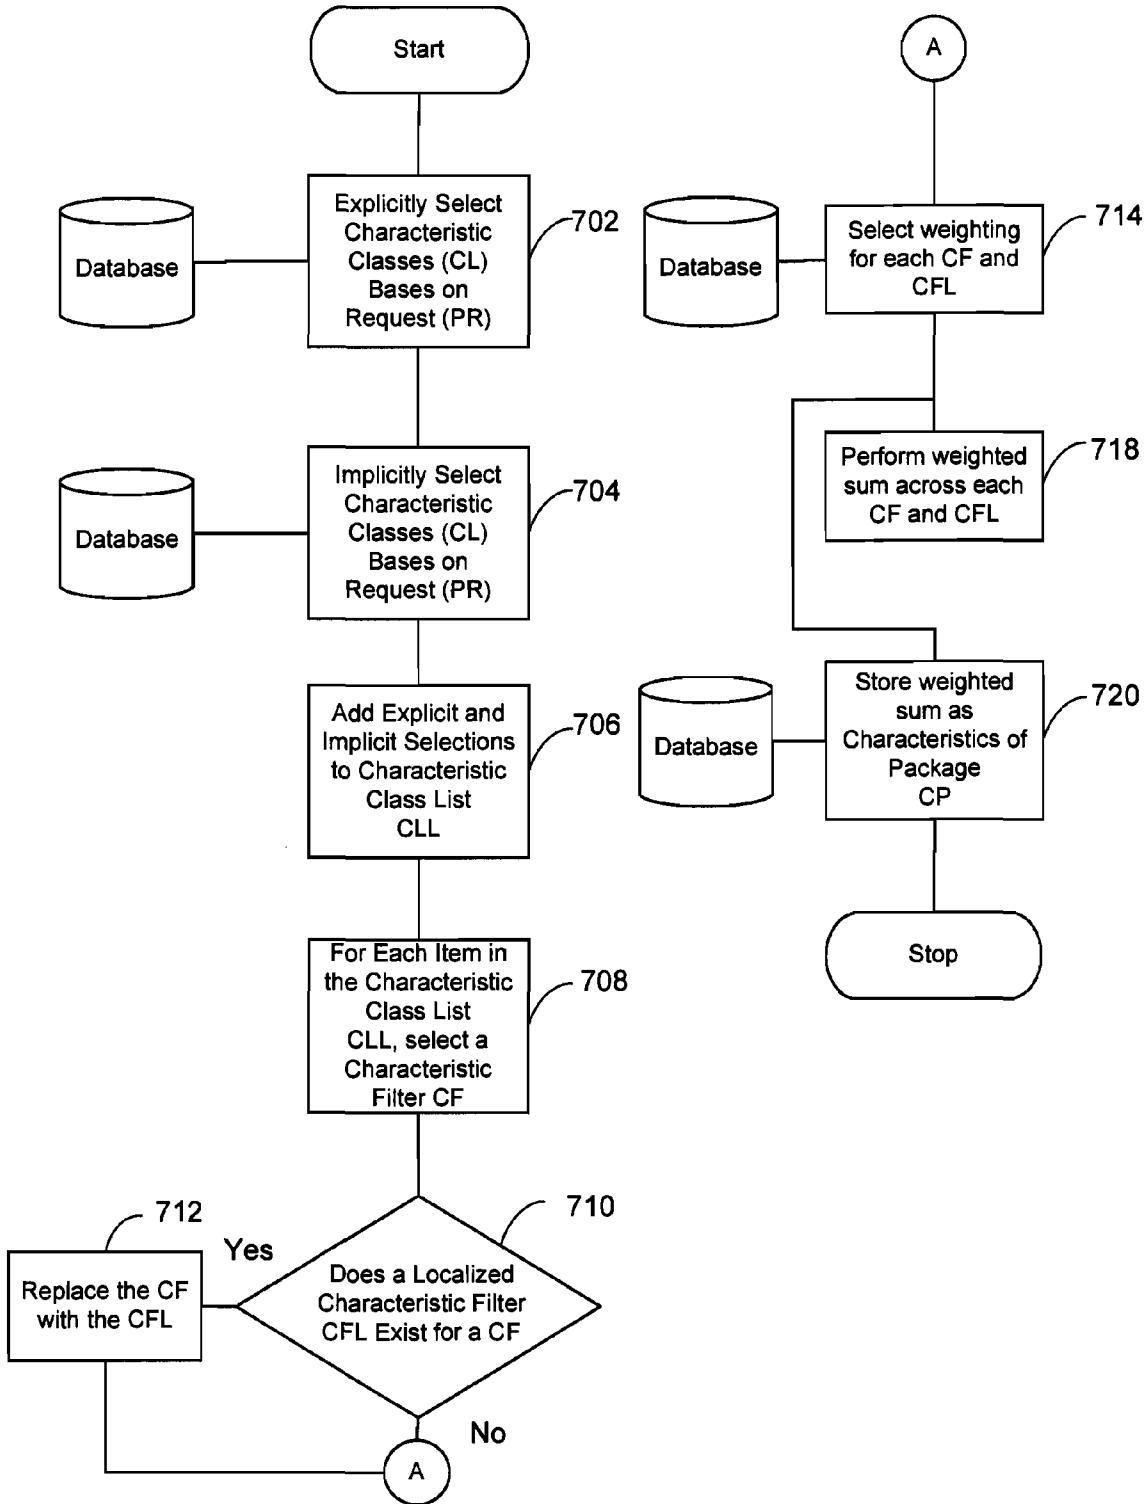 Start
Database
Explicitly Select
Characteristic
Classes (CL)
Bases on
Request (PR)
702
Database
Implicitly Select
Characteristic
Classes (CL)
Bases on
Request (PR)
704
Add Explicit and
Implicit Selections
to Characteristic
Class List
CLL
706
For Each Item in
the Characteristic
Class List
CLL, select a
Characteristic
Filter CF
708
Does a Localized
Characteristic Filter
CFL Exist for a CF
710
Yes
Replace the CF
with the CFL
712
No
A
A
Database
Select weighting
for each CF and
CFL
714
Perform weighted
sum across each
CF and CFL
718
Database
Store weighted
sum as
Characteristics of
Package
CP
720
Stop